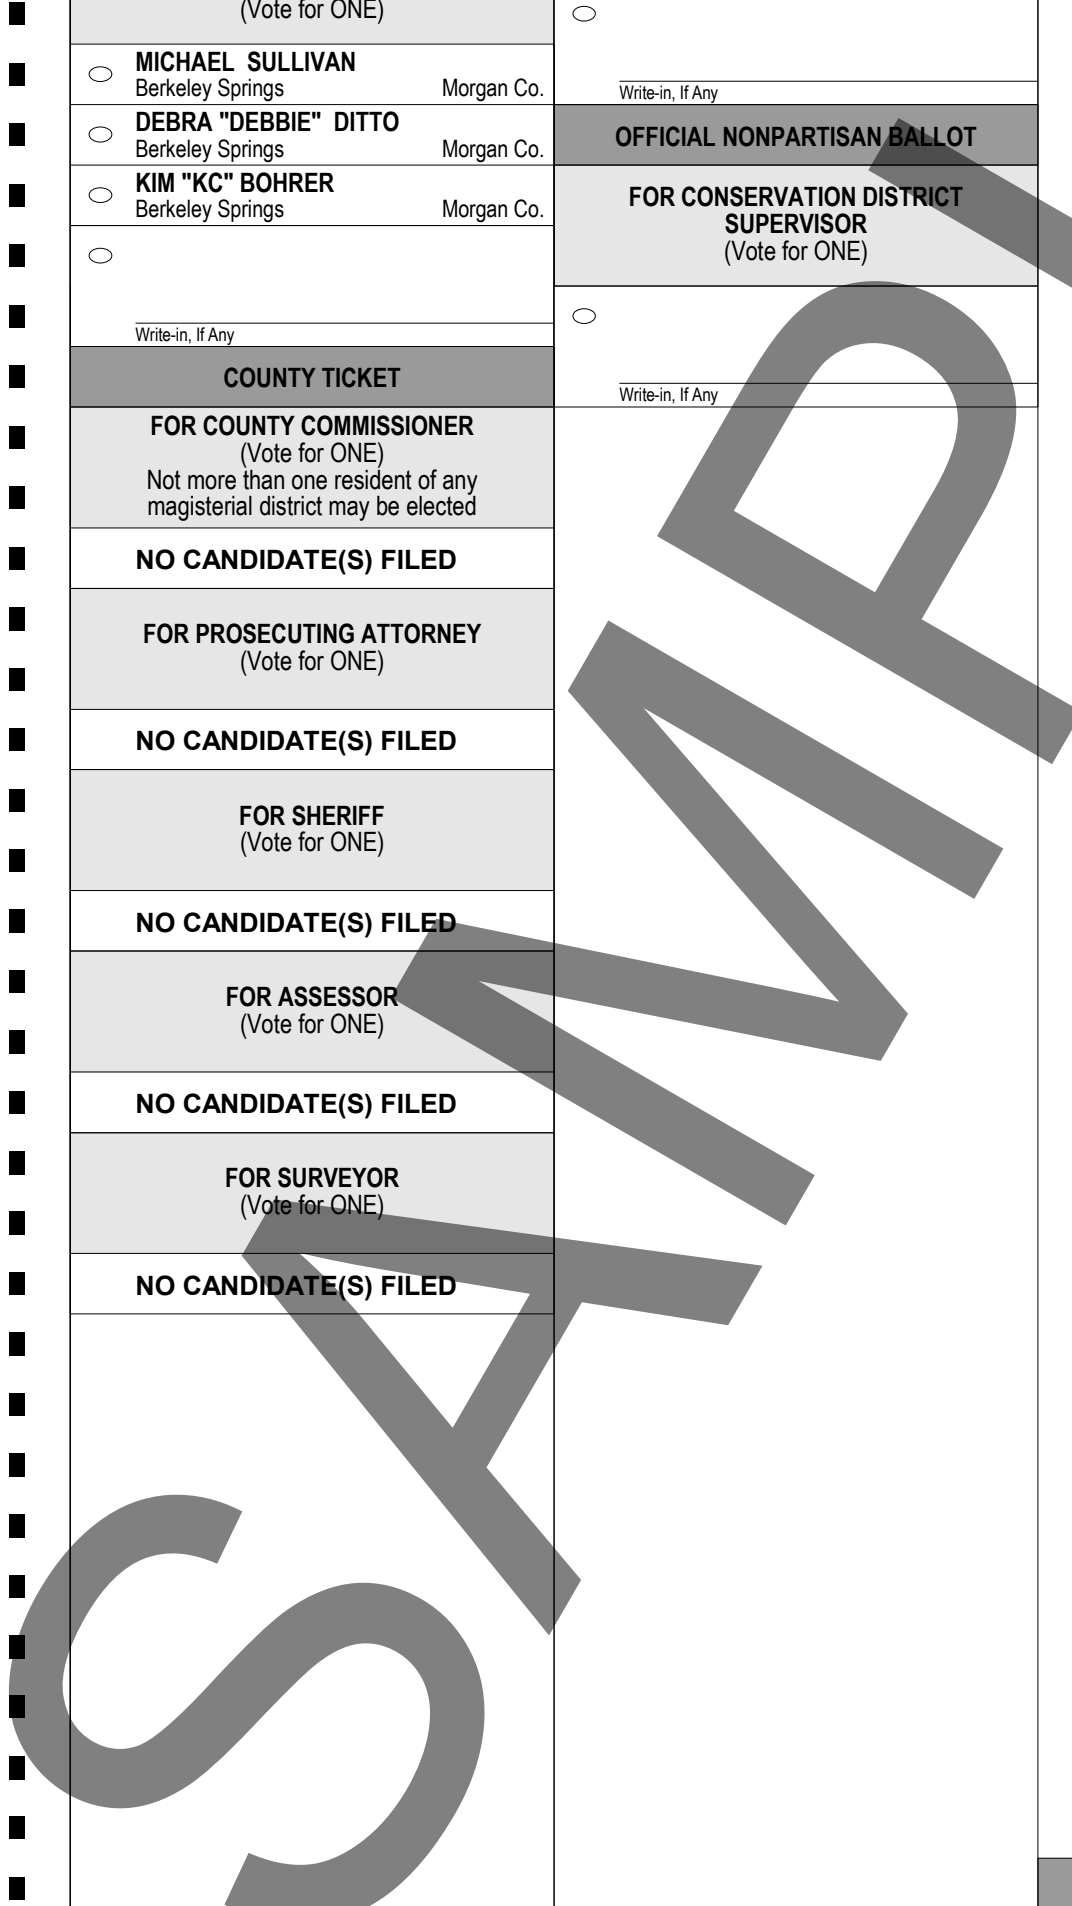 (Vote for ONE)
MICHAEL SULLIVAN
Berkeley Springs Morgan Co.
DEBRA "DEBBIE" DITTO
Berkeley Springs Morgan Co.
KIM "KC" BOHRER
Berkeley Springs Morgan Co.
Write-in, If Any
COUNTY TICKET
FOR COUNTY COMMISSIONER
(Vote for ONE)
Not more than one resident of any
magisterial district may be elected
NO CANDIDATE(S) FILED
FOR PROSECUTING ATTORNEY
(Vote for ONE)
NO CANDIDATE(S) FILED
FOR SHERIFF
(Vote for ONE)
NO CANDIDATE(S) FILED
FOR ASSESSOR
(Vote for ONE)
NO CANDIDATE(S) FILED
FOR SURVEYOR
(Vote for ONE)
NO CANDIDATE(S) FILED
Write-in, If Any
OFFICIAL NONPARTISAN BALLOT
FOR CONSERVATION DISTRICT
SUPERVISOR
(Vote for ONE)
Write-in, If Any
SAMPL